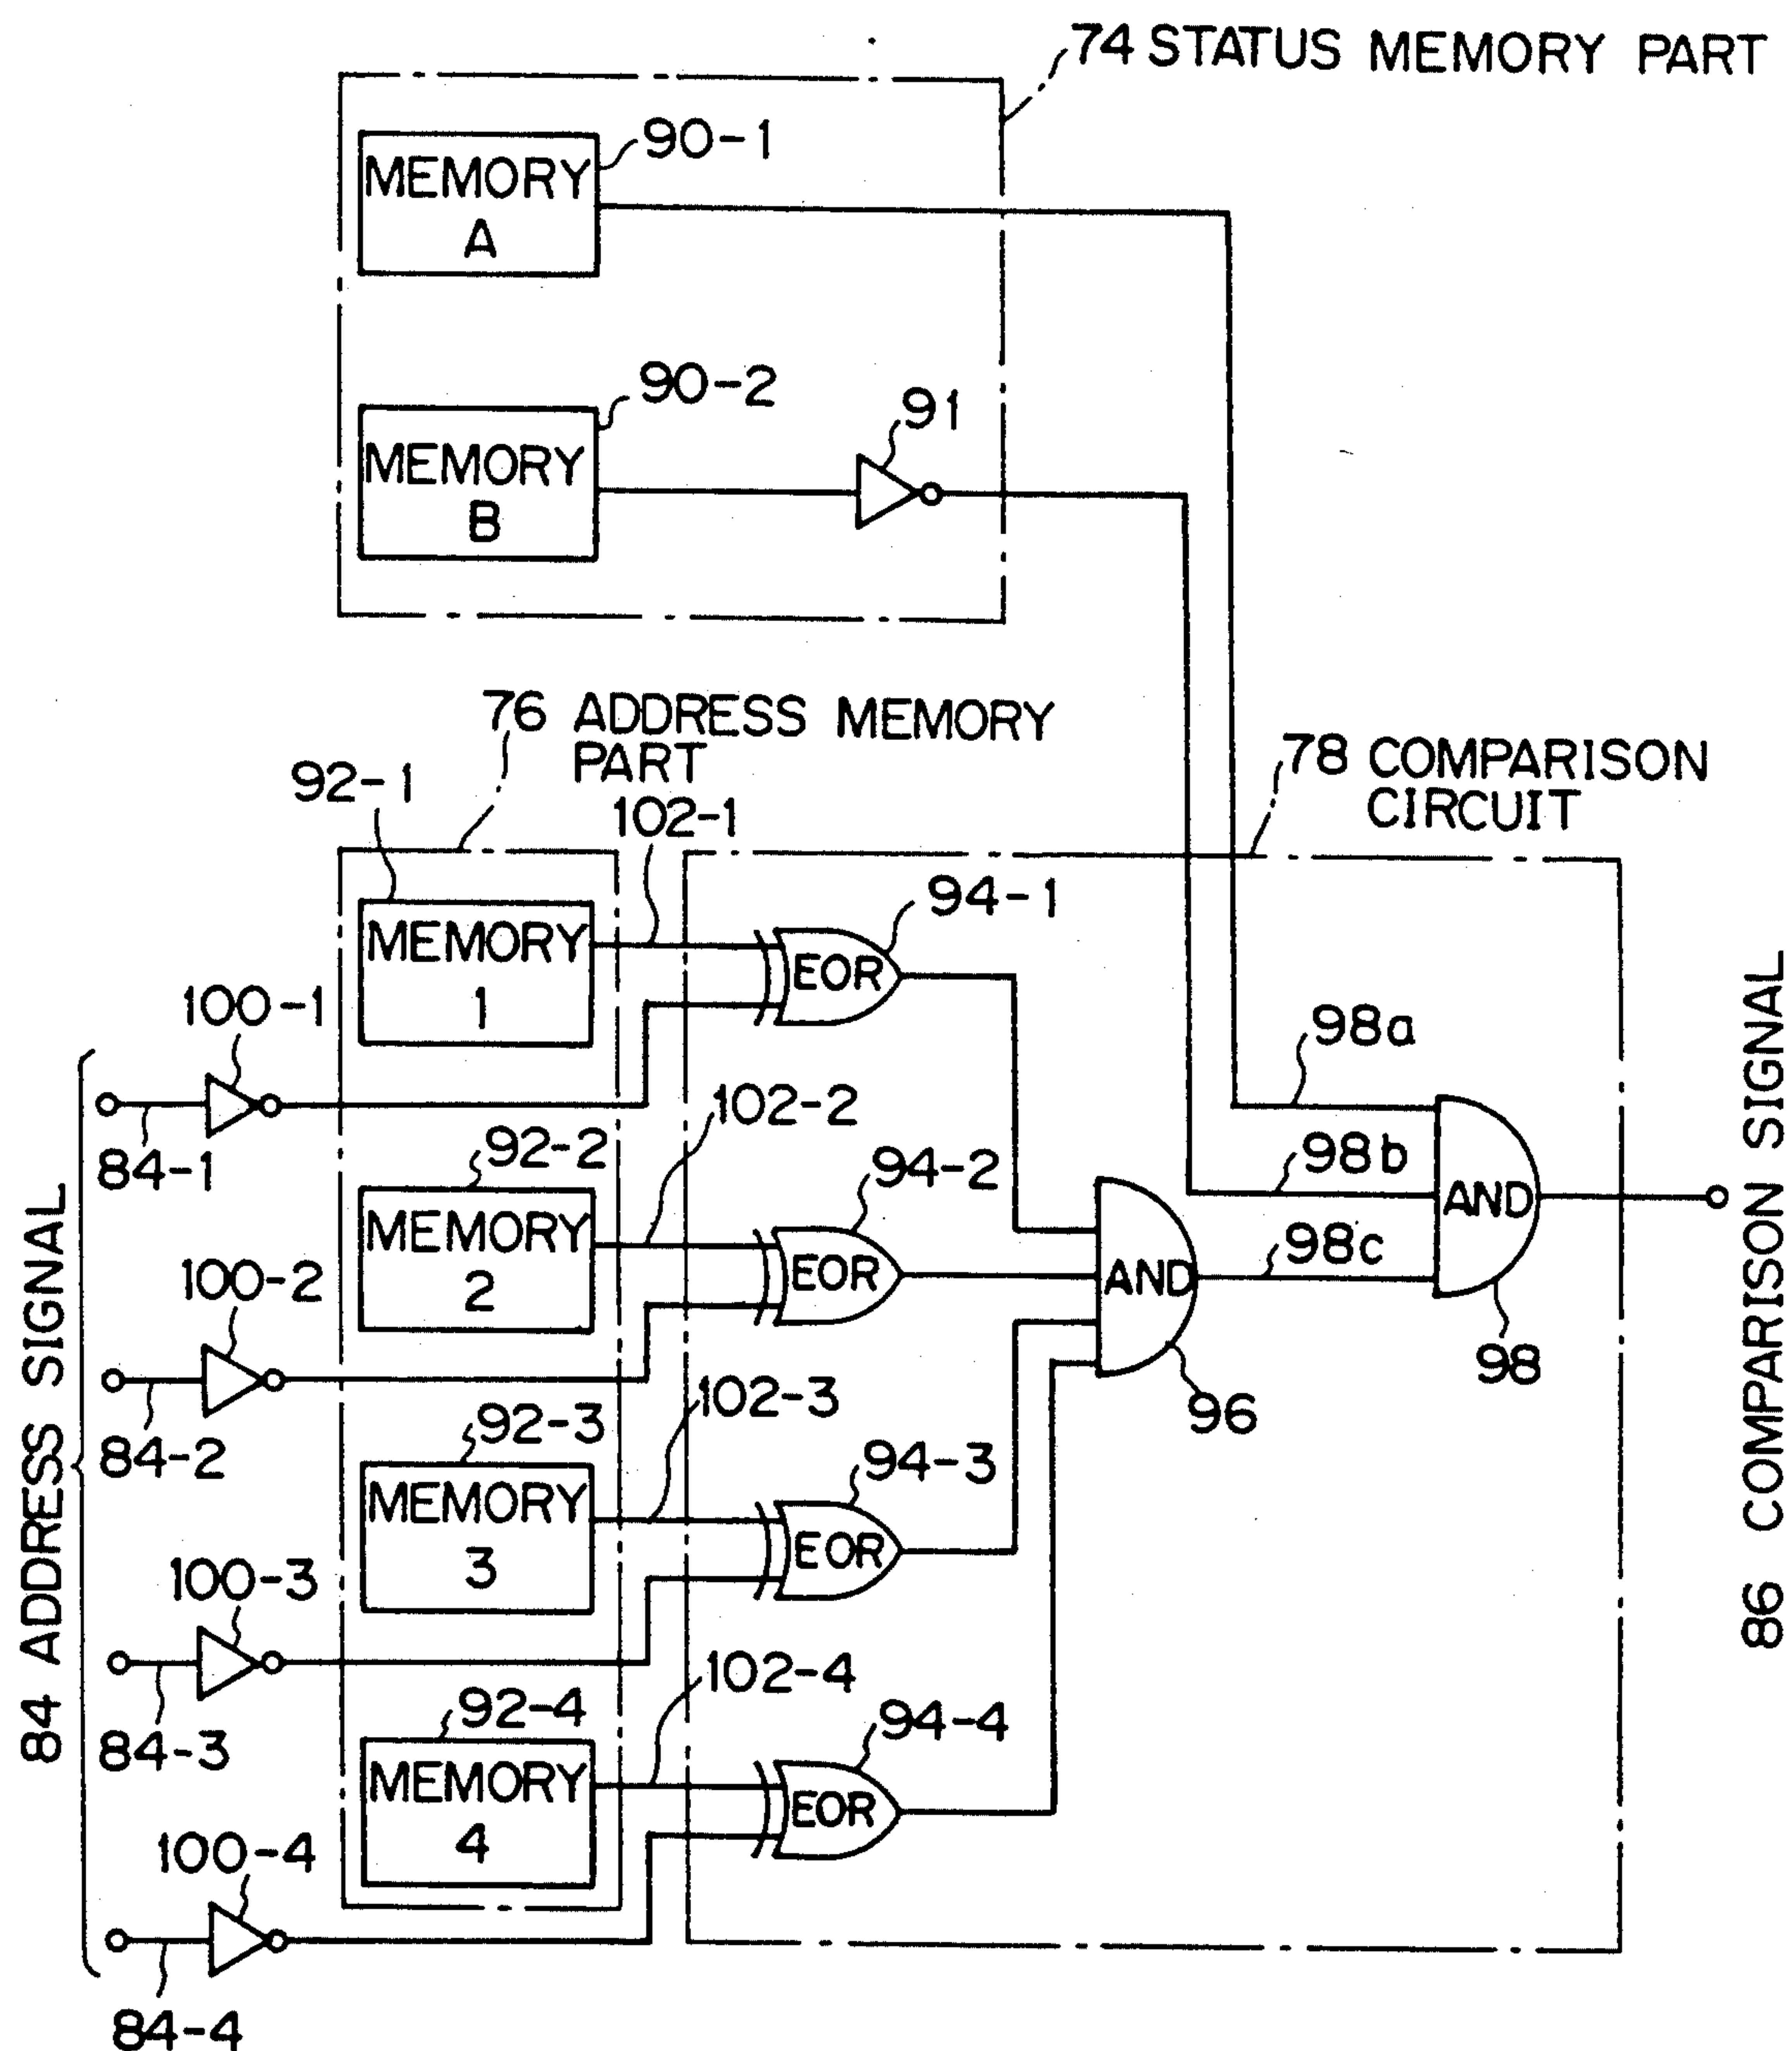 74 STATUS MEMORY PART
90-1
MEMORY
A
90-2
91
MEMORY
B
76 ADDRESS MEMORY
PART
78 COMPARISON
CIRCUIT
92-1
102-1
94-1
MEMORY
1
EOR
100-1
98a
84-1
92-2
102-2
94-2
98b
MEMORY
2
EOR
AND
AND
98c
100-2
98
84-2
92-3
102-3
94-3
96
MEMORY
3
EOR
100-3
84-3
92-4
102-4
94-4
MEMORY
4
EOR
100-4
84-4
84 ADDRESS SIGNAL
86 COMPARISON SIGNAL